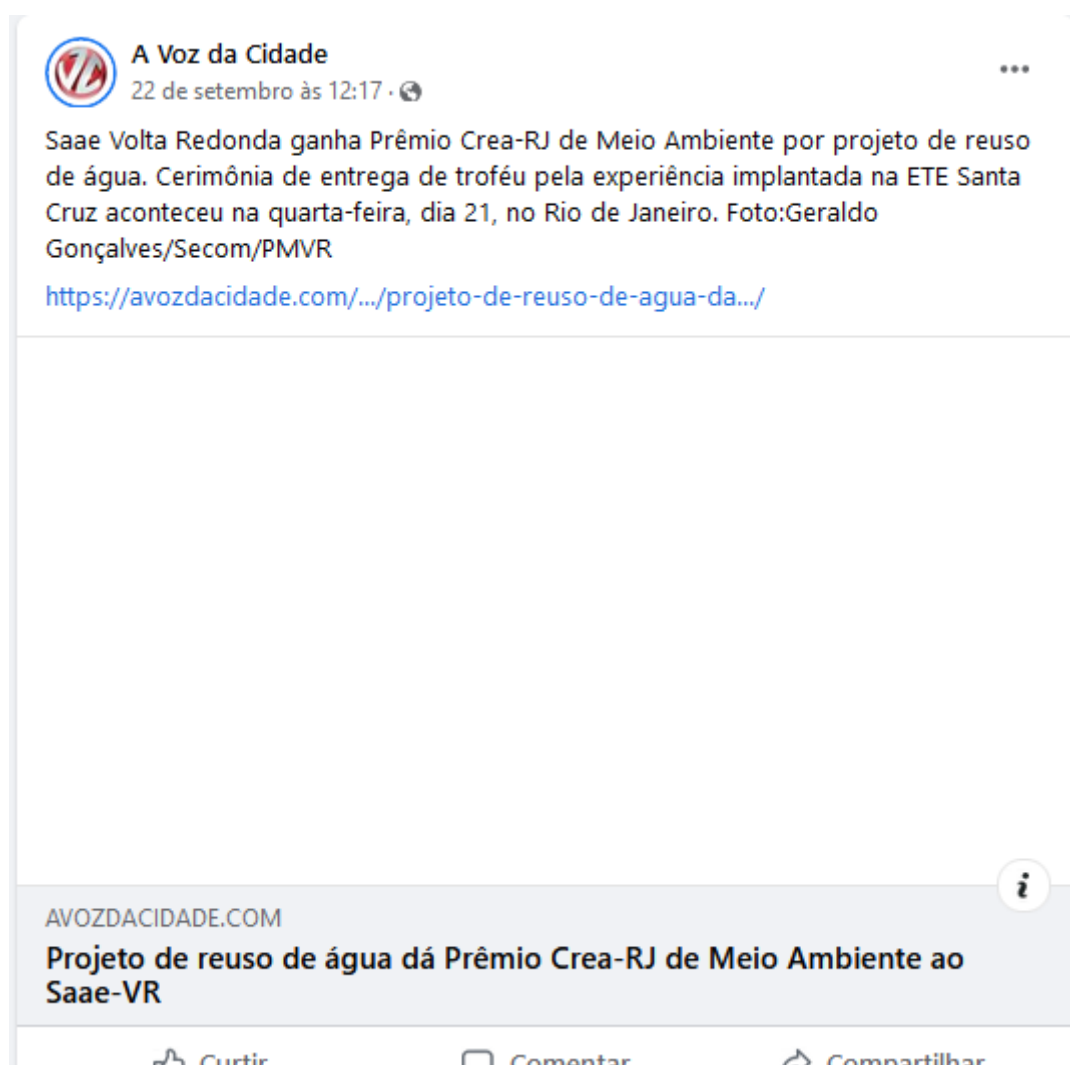 A Voz da Cidade
22 de setembro às 12:17 ·
Saae Volta Redonda ganha Prêmio Crea-RJ de Meio Ambiente por projeto de reuso
de água. Cerimônia de entrega de troféu pela experiência implantada na ETE Santa
Cruz aconteceu na quarta-feira, dia 21, no Rio de Janeiro. Foto:Geraldo
Gonçalves/Secom/PMVR
https://avozdacidade.com/.../projeto-de-reuso-de-agua-da.../
i
AVOZDACIDADE.COM
Projeto de reuso de água dá Prêmio Crea-RJ de Meio Ambiente ao
Saae-VR
Curtir Comentar Compartilhar